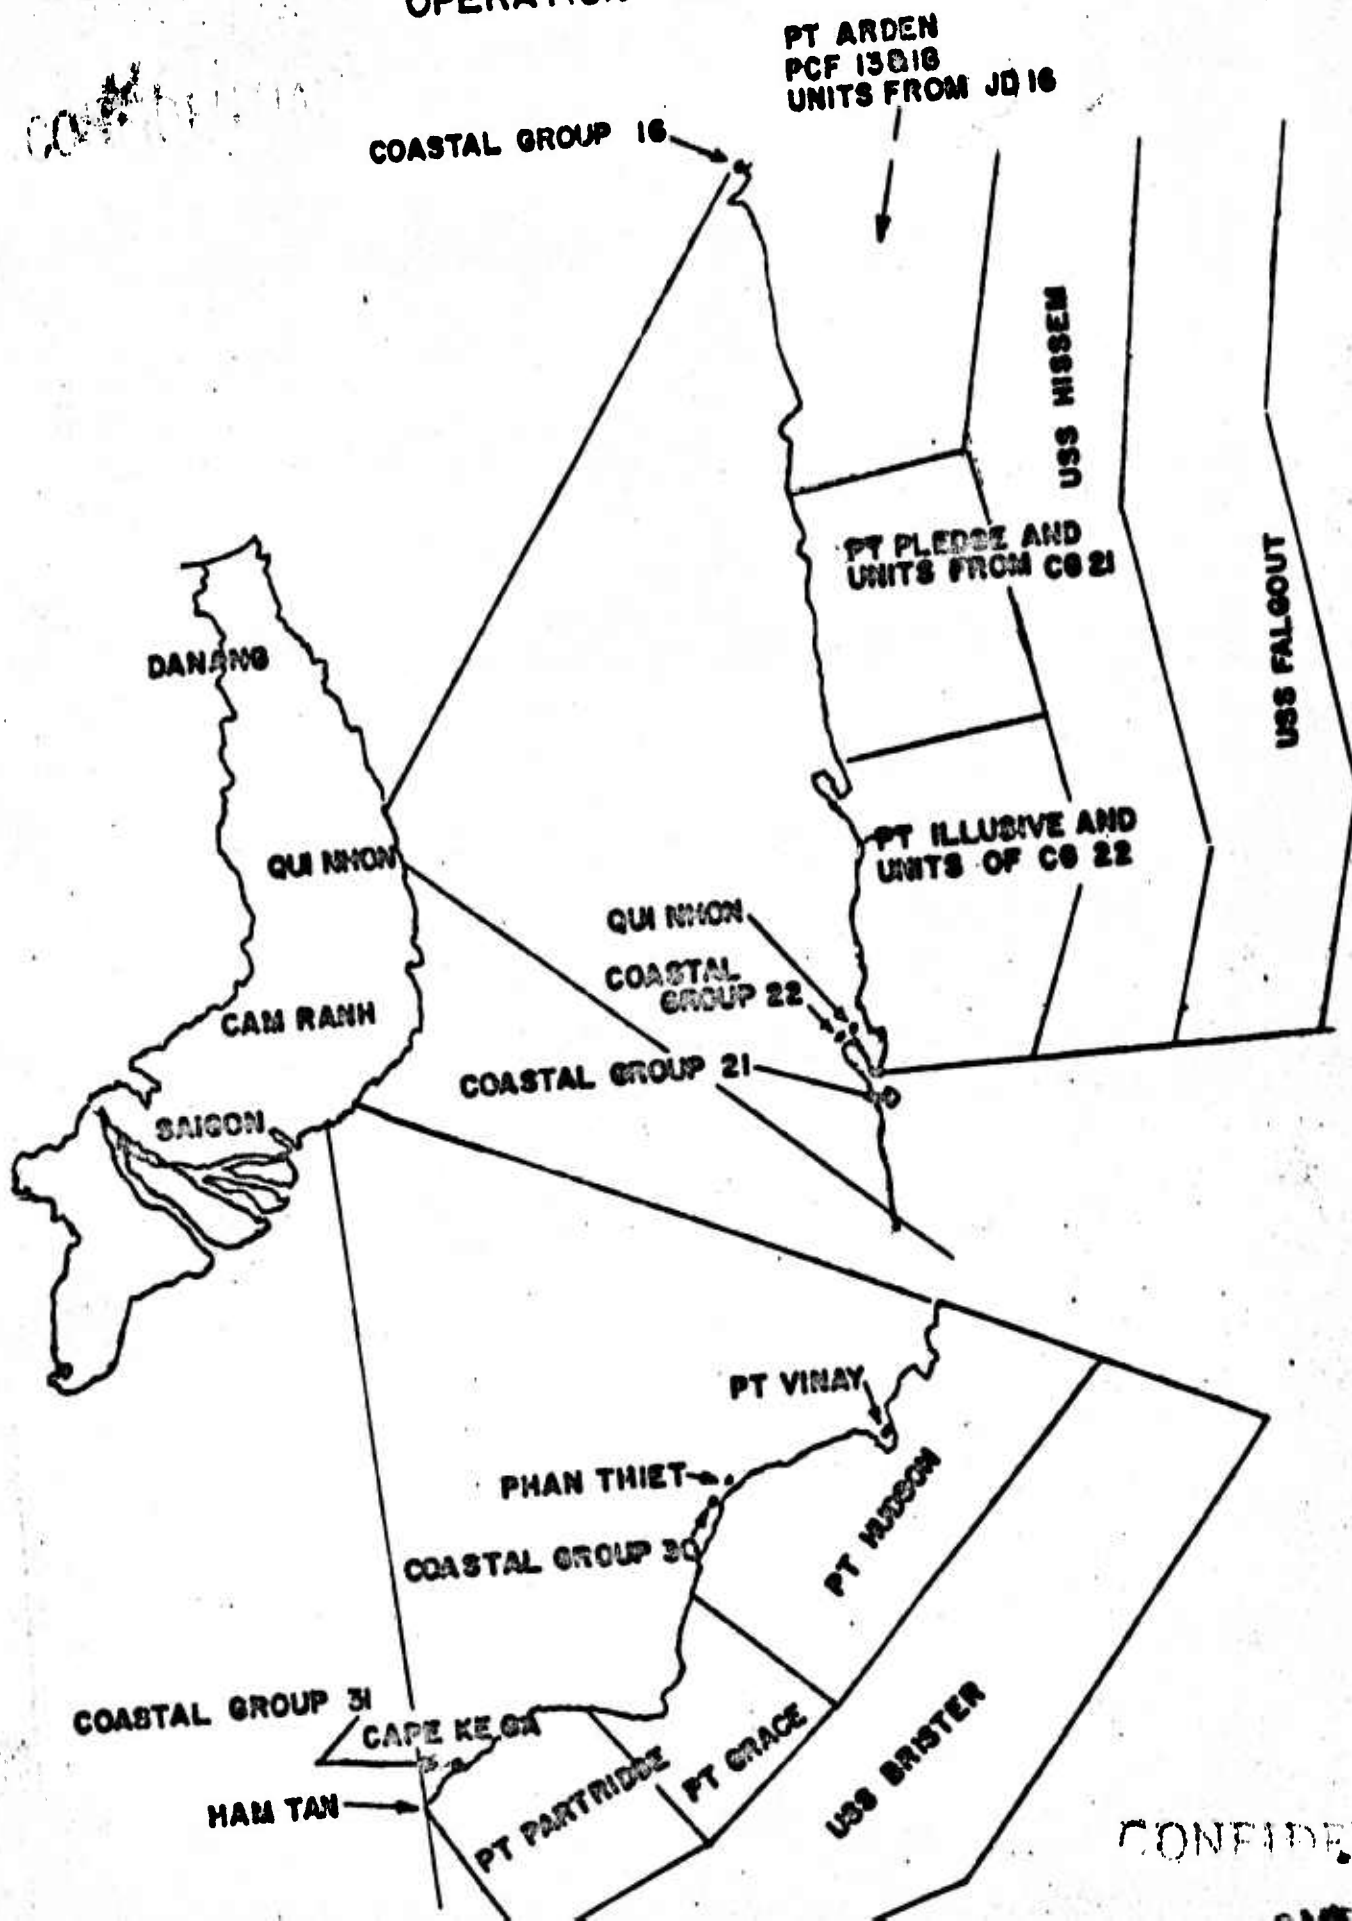 OPERATION
PT ARDEN
PCF 13&18
UNITS FROM JD 16
COASTAL GROUP 16
USS HISSEM
PT PLEDGE AND
UNITS FROM CG 21
USS FALGOUT
DANANG
PT ILLUSIVE AND
UNITS OF CG 22
QUI NHON
QUI NHON
COASTAL
GROUP 22
CAM RANH
COASTAL GROUP 21
SAIGON
PT VINAY
PHAN THIET
PT HUDSON
COASTAL GROUP 30
COASTAL GROUP 31
CAPE KE GA
PT GRACE
USS BRISTER
PT PARTRIDGE
HAM TAN
CONFIDE